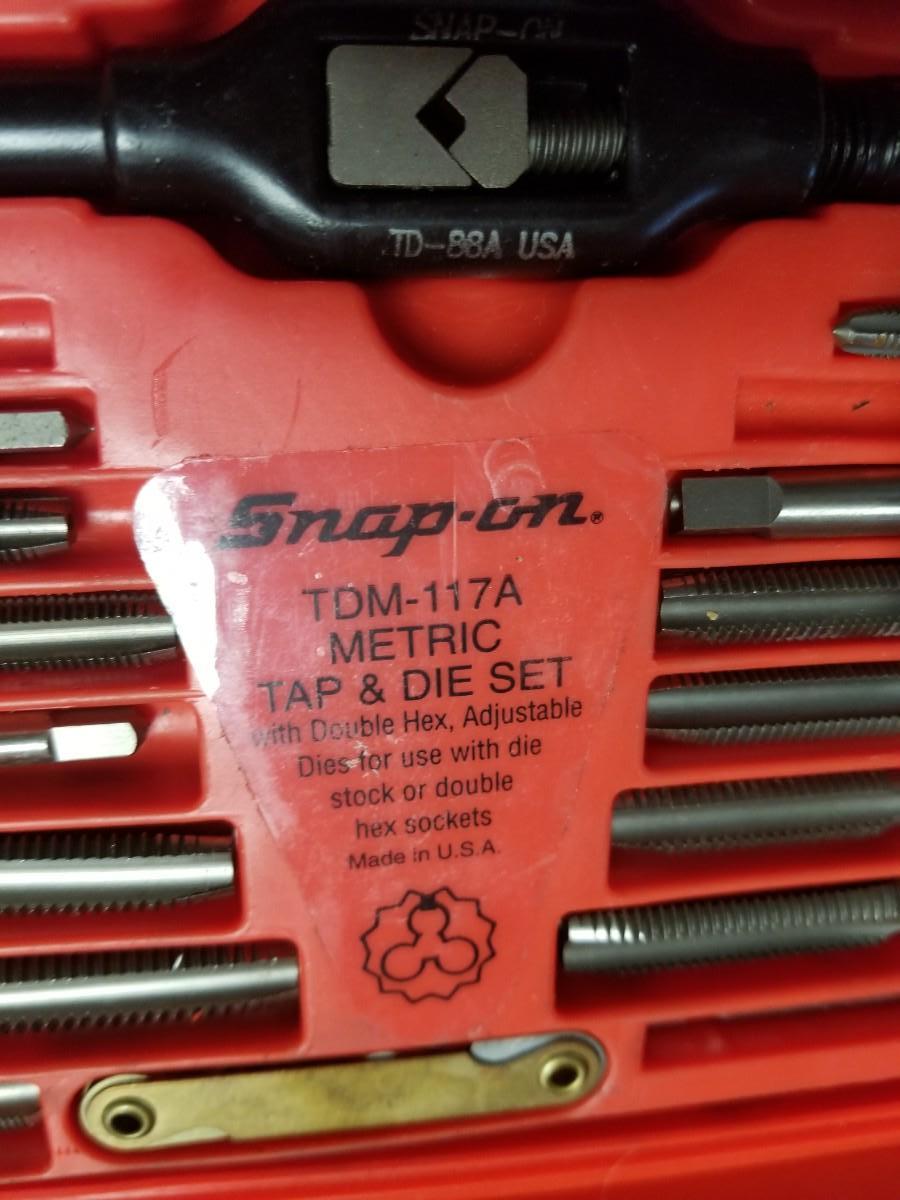 SNAP-ON
TD-88A USA
Snap-on®
TDM-117A
METRIC
TAP & DIE SET
with Double Hex, Adjustable
Dies for use with die
stock or double
hex sockets
Made in U.S.A.